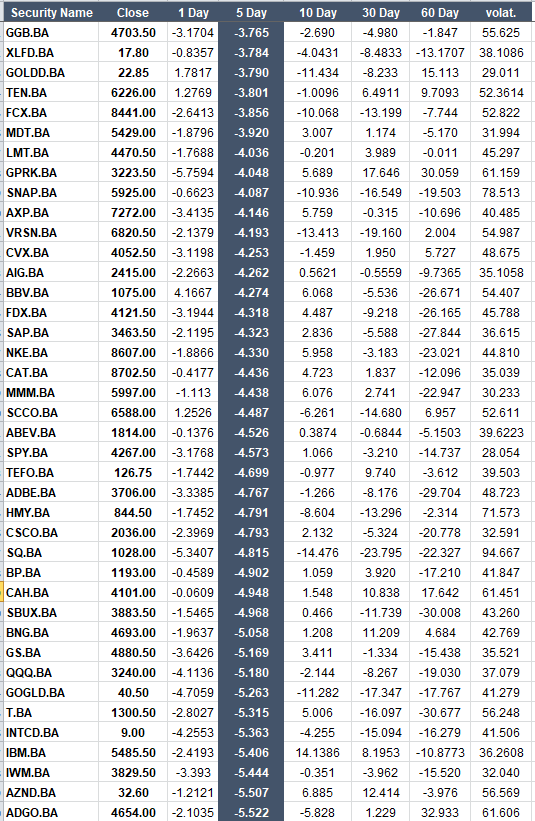 Security Name Close 1 Day 5 Day 10 Day 30 Day 60 Day volat.
GGB.BA 4703.50 -3.1704 -3.765 -2.690 -4.980 -1.847 55.625
XLFD.BA 17.80 -0.8357 -3.784 -4.0431 -8.4833 -13.1707 38.1086
GOLDD.BA 22.85 1.7817 -3.790 -11.434 -8.233 15.113 29.011
TEN.BA 6226.00 1.2769 -3.801 -1.0096 6.4911 9.7093 52.3614
FCX.BA 8441.00 -2.6413 -3.856 -10.068 -13.199 -7.744 52.822
MDT.BA 5429.00 -1.8796 -3.920 3.007 1.174 -5.170 31.994
LMT.BA 4470.50 -1.7688 -4.036 -0.201 3.989 -0.011 45.297
GPRK.BA 3223.50 -5.7594 -4.048 5.689 17.646 30.059 61.159
SNAP.BA 5925.00 -0.6623 -4.087 -10.936 -16.549 -19.503 78.513
AXP.BA 7272.00 -3.4135 -4.146 5.759 -0.315 -10.696 40.485
VRSN.BA 6820.50 -2.1379 -4.193 -13.413 -19.160 2.004 54.987
CVX.BA 4052.50 -3.1198 -4.253 -1.459 1.950 5.727 48.675
AIG.BA 2415.00 -2.2663 -4.262 0.5621 -0.5559 -9.7365 35.1058
BBV.BA 1075.00 4.1667 -4.274 6.068 -5.536 -26.671 54.407
FDX.BA 4121.50 -3.1944 -4.318 4.487 -9.218 -26.165 45.788
SAP.BA 3463.50 -2.1195 -4.323 2.836 -5.588 -27.844 36.615
NKE.BA 8607.00 -1.8866 -4.330 5.958 -3.183 -23.021 44.810
CAT.BA 8702.50 -0.4177 -4.436 4.723 1.837 -12.096 35.039
MMM.BA 5997.00 -1.113 -4.438 6.076 2.741 -22.947 30.233
SCCO.BA 6588.00 1.2526 -4.487 -6.261 -14.680 6.957 52.611
ABEV.BA 1814.00 -0.1376 -4.526 0.3874 -0.6844 -5.1503 39.6223
SPY.BA 4267.00 -3.1768 -4.573 1.066 -3.210 -14.737 28.054
TEFO.BA 126.75 -1.7442 -4.699 -0.977 9.740 -3.612 39.503
ADBE.BA 3706.00 -3.3385 -4.767 -1.266 -8.176 -29.704 48.723
HMY.BA 844.50 -1.7452 -4.791 -8.604 -13.296 -2.314 71.573
CSCO.BA 2036.00 -2.3969 -4.793 2.132 -5.324 -20.778 32.591
SQ.BA 1028.00 -5.3407 -4.815 -14.476 -23.795 -22.327 94.667
BP.BA 1193.00 -0.4589 -4.902 1.059 3.920 -17.210 41.847
CAH.BA 4101.00 -0.0609 -4.948 1.548 10.838 17.642 61.451
SBUX.BA 3883.50 -1.5465 -4.968 0.466 -11.739 -30.008 43.260
BNG.BA 4693.00 -1.9637 -5.058 1.208 11.209 4.684 42.769
GS.BA 4880.50 -3.6426 -5.169 3.411 -1.334 -15.438 35.521
QQQ.BA 3240.00 -4.1136 -5.180 -2.144 -8.267 -19.030 37.079
GOGLD.BA 40.50 -4.7059 -5.263 -11.282 -17.347 -17.767 41.279
T.BA 1300.50 -2.8027 -5.315 5.006 -16.097 -30.677 56.248
INTCD.BA 9.00 -4.2553 -5.363 -4.255 -15.094 -16.279 41.506
IBM.BA 5485.50 -2.4193 -5.406 14.1386 8.1953 -10.8773 36.2608
IWM.BA 3829.50 -3.393 -5.444 -0.351 -3.962 -15.520 32.040
AZND.BA 32.60 -1.2121 -5.507 6.885 12.414 -3.976 56.569
ADGO.BA 4654.00 -2.1035 -5.522 -5.828 1.229 32.933 61.606